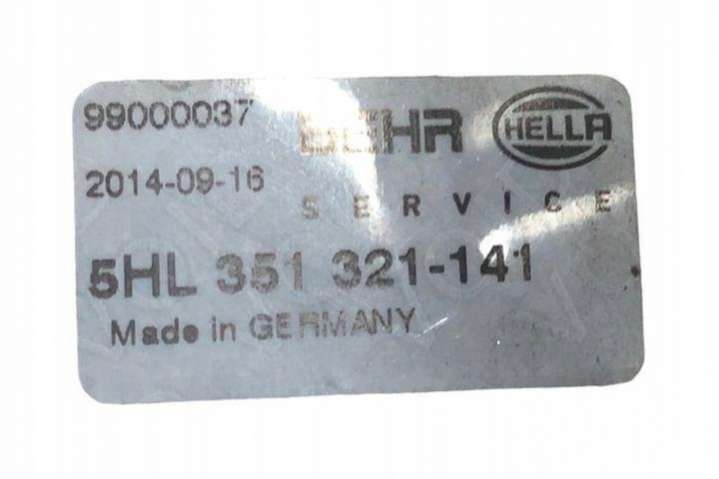 99000037 BEHR HELLA
2014-09-16 SERVICE
5HL 351 321-141
Made in GERMANY